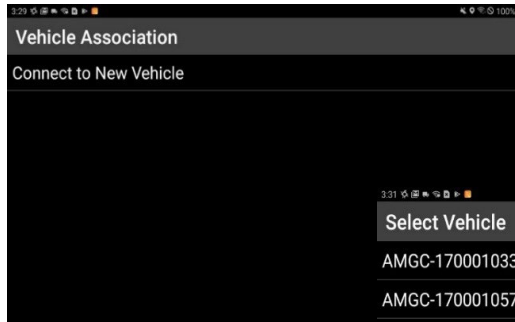 3:29 100%
Vehicle Association
Connect to New Vehicle
3:31
Select Vehicle
AMGC-170001033
AMGC-170001057